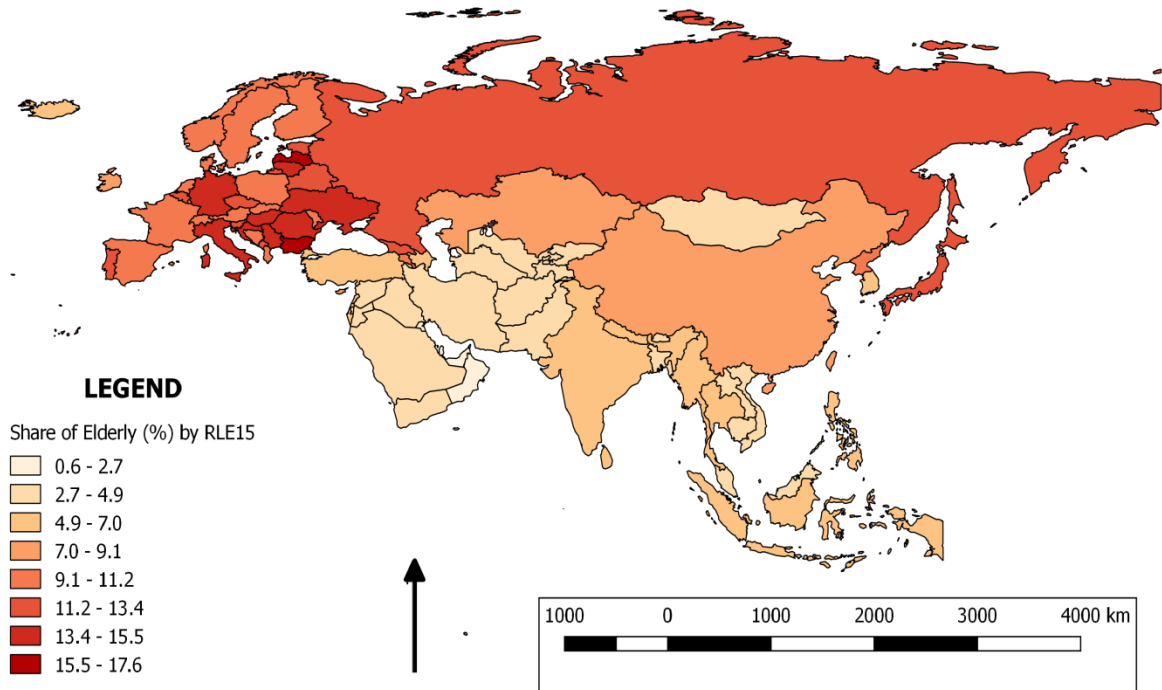 LEGEND
Share of Elderly (%) by RLE15
0.6 - 2.7
2.7 - 4.9
4.9 - 7.0
7.0 - 9.1
9.1 - 11.2
11.2 - 13.4
13.4 - 15.5
15.5 - 17.6
1000 0 1000 2000 3000 4000 km